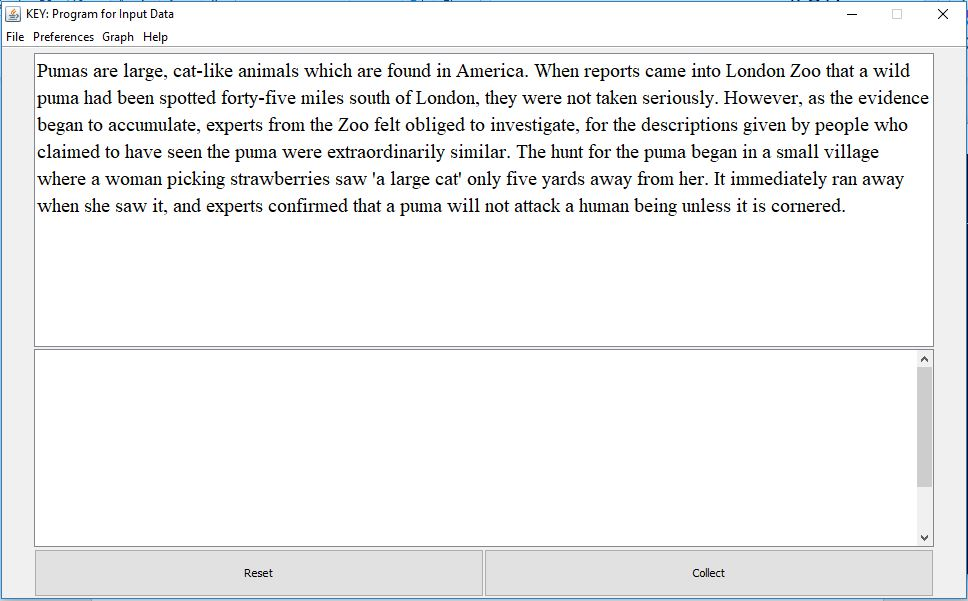 KEY: Program for Input Data
File Preferences Graph Help
Pumas are large, cat-like animals which are found in America. When reports came into London Zoo that a wild
puma had been spotted forty-five miles south of London, they were not taken seriously. However, as the evidence
began to accumulate, experts from the Zoo felt obliged to investigate, for the descriptions given by people who
claimed to have seen the puma were extraordinarily similar. The hunt for the puma began in a small village
where a woman picking strawberries saw 'a large cat' only five yards away from her. It immediately ran away
when she saw it, and experts confirmed that a puma will not attack a human being unless it is cornered.
Reset Collect